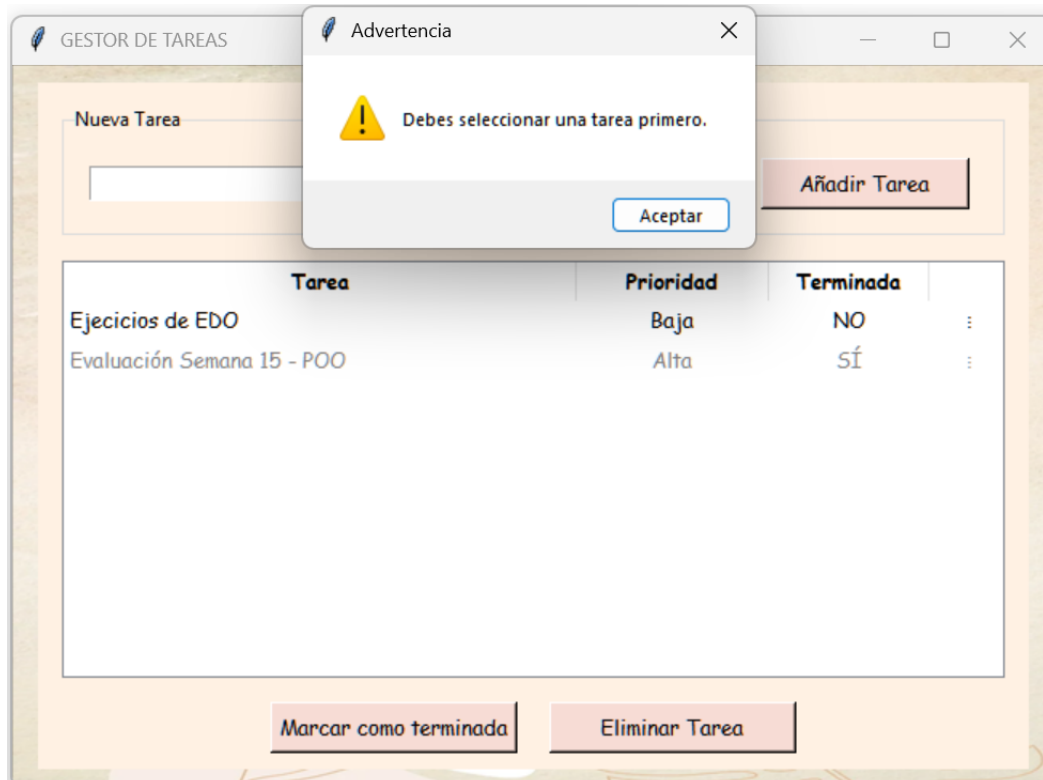 GESTOR DE TAREAS
Advertencia
Debes seleccionar una tarea primero.
Aceptar
Nueva Tarea
Añadir Tarea
Tarea Prioridad Terminada
Ejecicios de EDO Baja NO
Evaluación Semana 15 - POO Alta SÍ
Marcar como terminada Eliminar Tarea